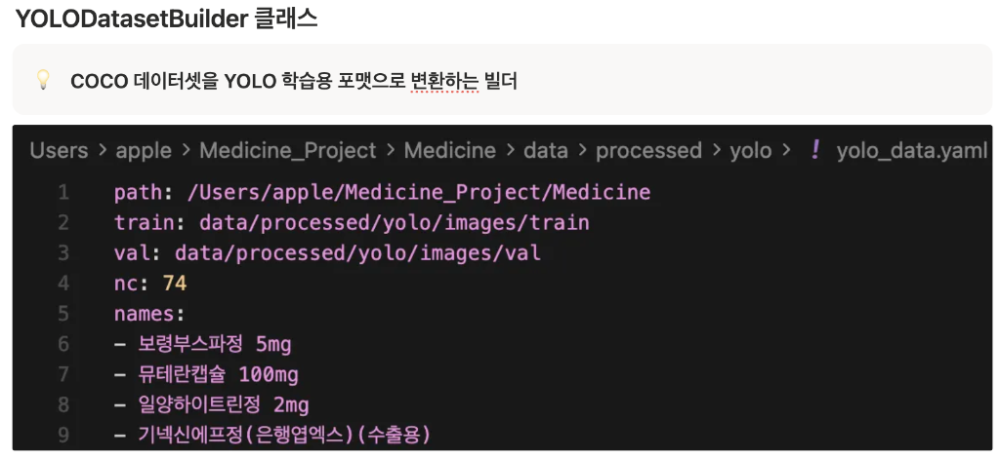 YOLODatasetBuilder 클래스
💡 COCO 데이터셋을 YOLO 학습용 포맷으로 변환하는 빌더
Users > apple > Medicine_Project > Medicine > data > processed > yolo > ! yolo_data.yaml
1 path: /Users/apple/Medicine_Project/Medicine
2 train: data/processed/yolo/images/train
3 val: data/processed/yolo/images/val
4 nc: 74
5 names:
6 - 보령부스파정 5mg
7 - 뮤테란캡슐 100mg
8 - 일양하이트린정 2mg
9 - 기넥신에프정(은행엽엑스)(수출용)